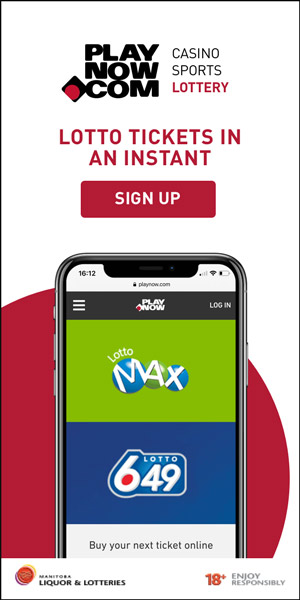 PLAY
NOW
.COM
CASINO
SPORTS
LOTTERY
LOTTO TICKETS IN
AN INSTANT
SIGN UP
16:12
playnow.com
PLAY
NOW
LOG IN
Lotto
MAX
LOTTO
649
Buy your next ticket online
MANITOBA
LIQUOR & LOTTERIES
18+ ENJOY
RESPONSIBLY